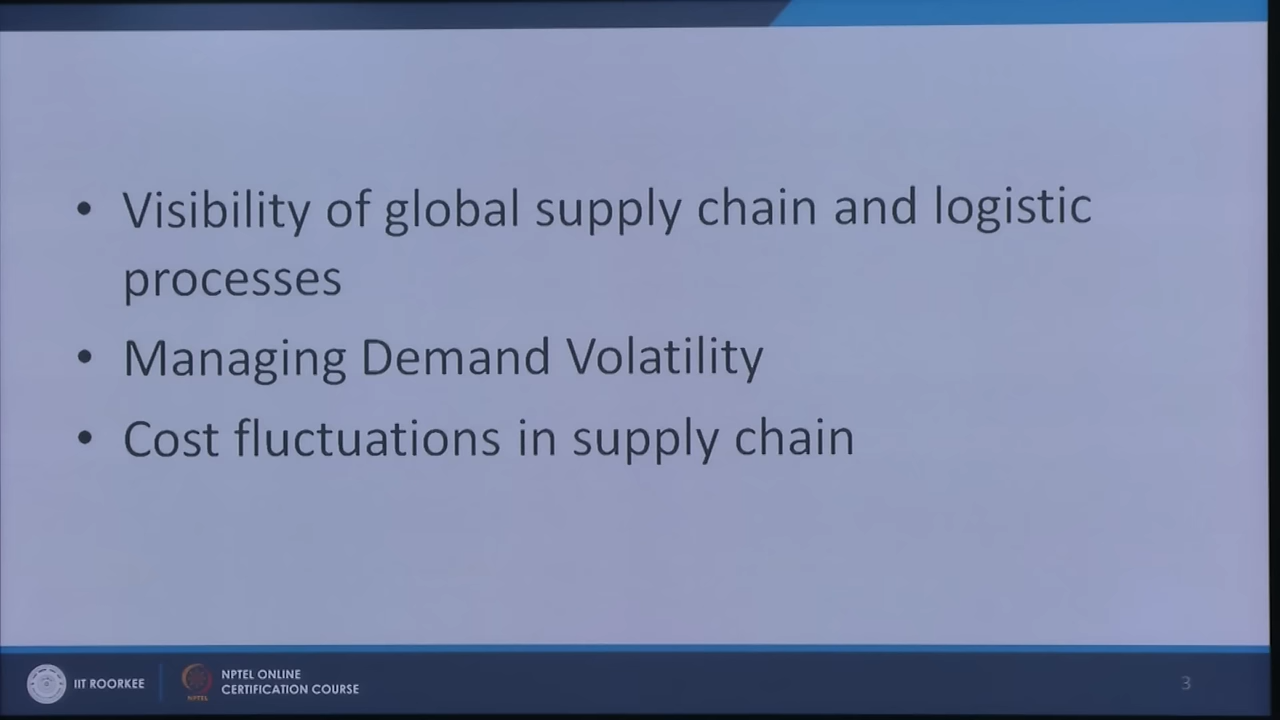 • Visibility of global supply chain and logistic
processes
• Managing Demand Volatility
• Cost fluctuations in supply chain
IIT ROORKEE
NPTEL ONLINE
CERTIFICATION COURSE
NPTEL
3